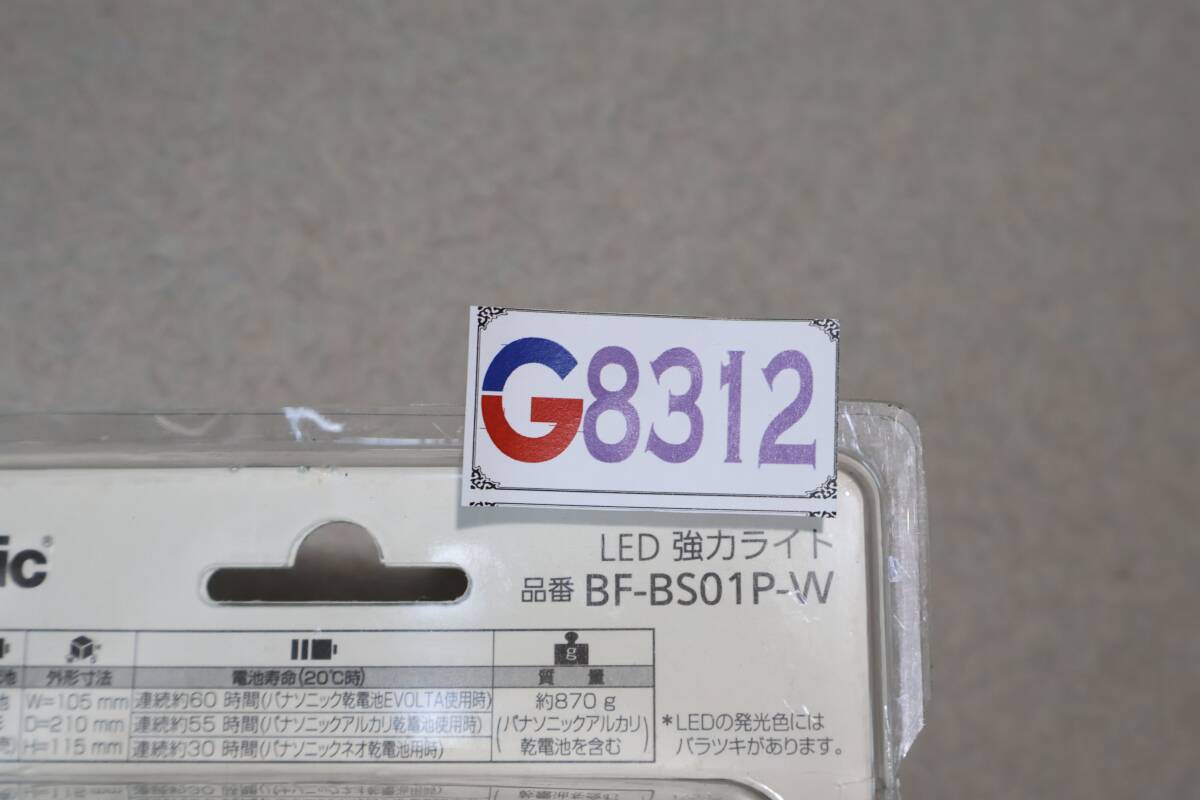 G8312
LED 強力ライト
ic®
品番 BF-BS01P-W
g
池 外形寸法 電池寿命(20℃時) 質 量
W=105 mm 連続約60 時間(パナソニック乾電池EVOLTA使用時) 約870 g
D=210 mm 連続約55 時間(パナソニックアルカリ乾電池使用時) (パナソニックアルカリ *LEDの発光色には
H=115 mm 連続約30 時間(パナソニックネオ乾電池用時) 乾電池を含む) バラツキがあります。